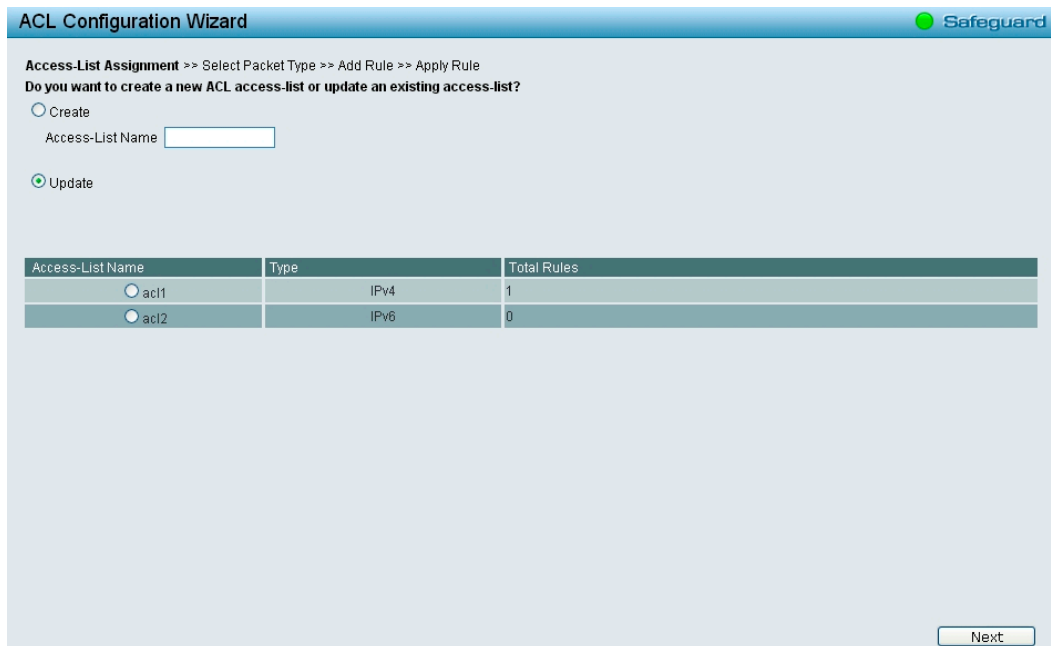 ACL Configuration Wizard
Safeguard
Access-List Assignment >> Select Packet Type >> Add Rule >> Apply Rule
Do you want to create a new ACL access-list or update an existing access-list?
Create
Access-List Name
Update
Access-List Name Type Total Rules
acl1 IPv4 1
acl2 IPv6 0
Next